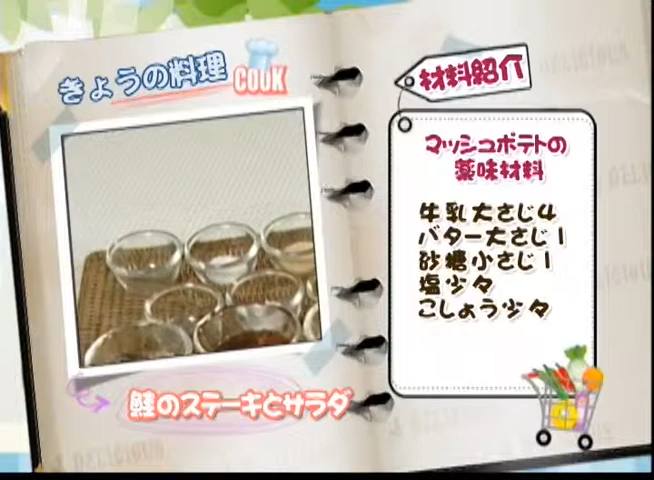 きょうの料理
COOK
鮭のステーキとサラダ
材料紹介
マッシュポテトの
薬味材料
牛乳大さじ4
バター大さじ1
砂糖小さじ1
塩少々
こしょう少々